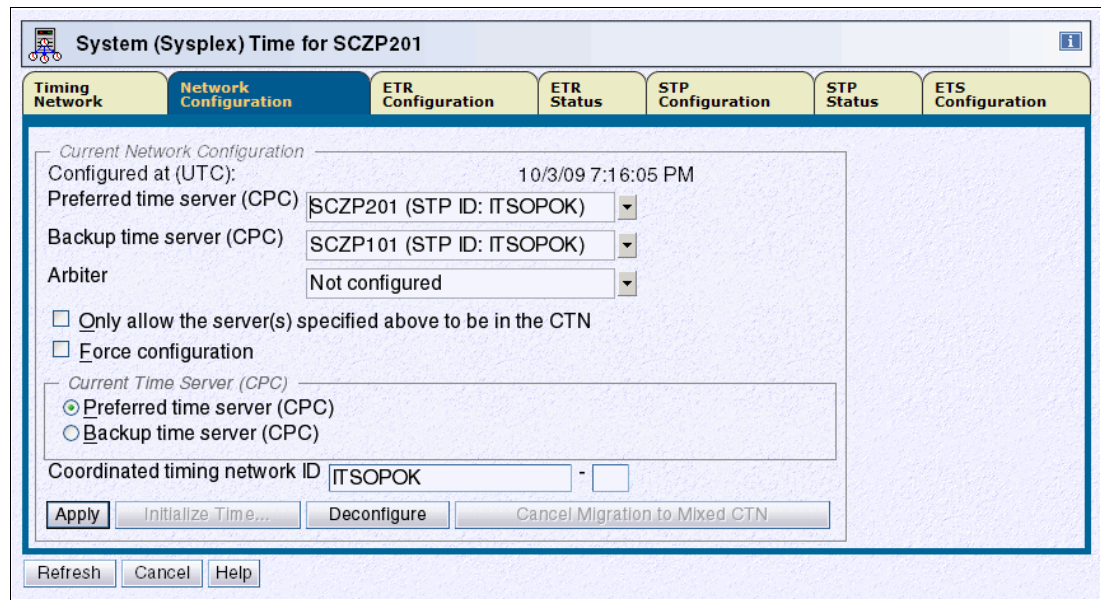 System (Sysplex) Time for SCZP201
i
Timing Network
Network Configuration
ETR Configuration
ETR Status
STP Configuration
STP Status
ETS Configuration
Current Network Configuration
Configured at (UTC): 10/3/09 7:16:05 PM
Preferred time server (CPC) SCZP201 (STP ID: ITSOPOK)
Backup time server (CPC) SCZP101 (STP ID: ITSOPOK)
Arbiter Not configured
Only allow the server(s) specified above to be in the CTN
Force configuration
Current Time Server (CPC)
Preferred time server (CPC)
Backup time server (CPC)
Coordinated timing network ID ITSOPOK -
Apply Initialize Time... Deconfigure Cancel Migration to Mixed CTN
Refresh Cancel Help